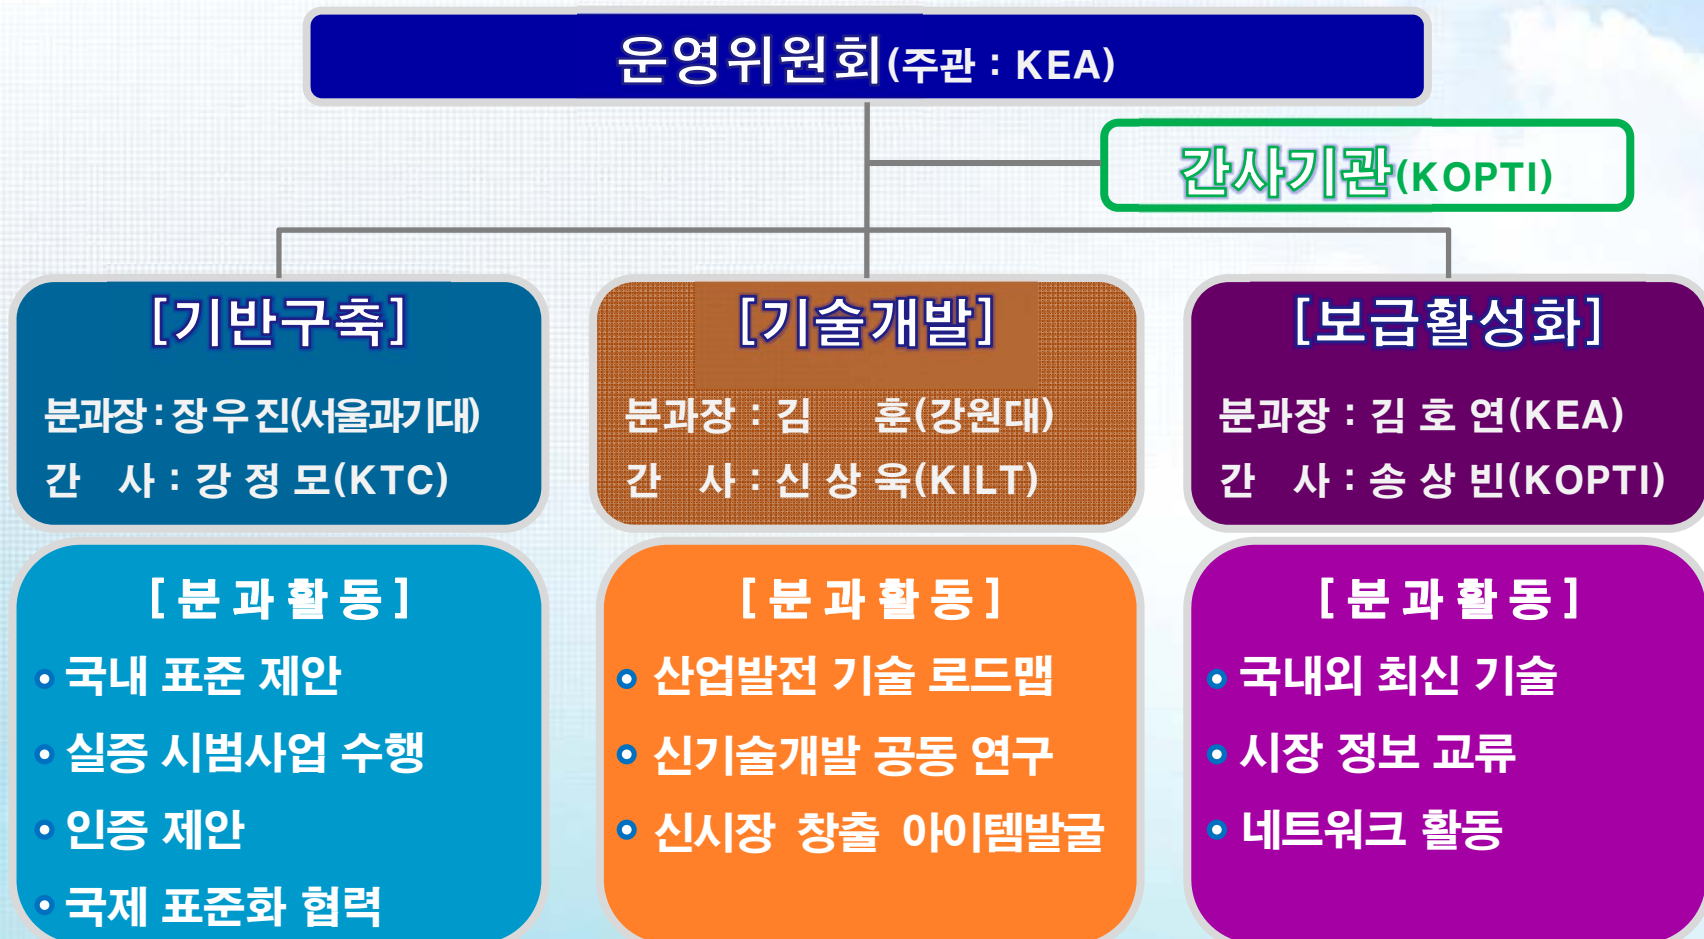 운영위원회(주관 : KEA)
간사기관(KOPTI)
[기반구축]
분과장 : 장 우 진(서울과기대)
간 사 : 강 정 모(KTC)
[분과활동]
국내 표준 제안
실증 시범사업 수행
인증 제안
국제 표준화 협력
[기술개발]
분과장 : 김 훈(강원대)
간 사 : 신 상 욱(KILT)
[분과활동]
산업발전 기술 로드맵
신기술개발 공동 연구
신시장 창출 아이템발굴
[보급활성화]
분과장 : 김 호 연(KEA)
간 사 : 송 상 빈(KOPTI)
[분과활동]
국내외 최신 기술
시장 정보 교류
네트워크 활동